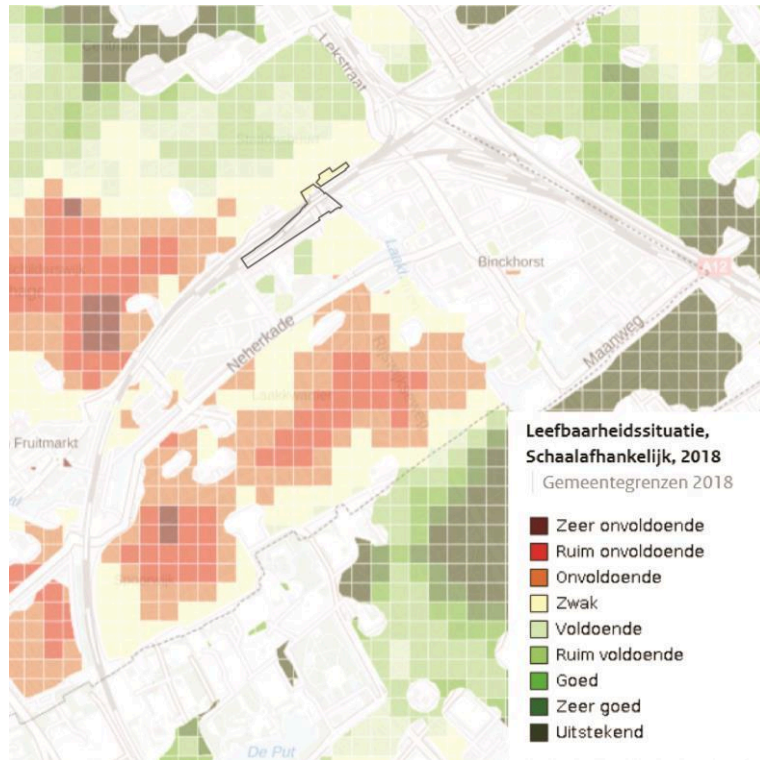 Lekstraat
Laak
Binckhorst
A12
Neherkade
Maanweg
Fruitmarkt
De Put
Leefbaarheidssituatie,
Schaalafhankelijk, 2018
Gemeentegrenzen 2018
Zeer onvoldoende
Ruim onvoldoende
Onvoldoende
Zwak
Voldoende
Ruim voldoende
Goed
Zeer goed
Uitstekend